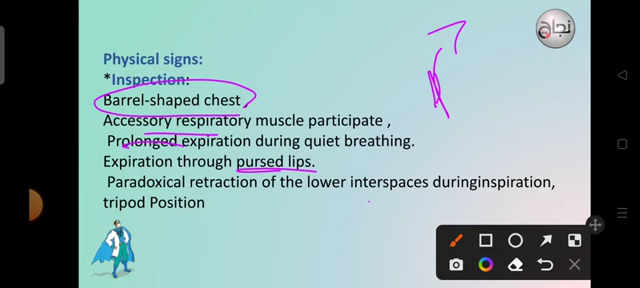 نجاح
Physical signs:
*Inspection:
Barrel-shaped chest ,
Accessory respiratory muscle participate ,
Prolonged expiration during quiet breathing.
Expiration through pursed lips.
Paradoxical retraction of the lower interspaces duringinspiration,
tripod Position